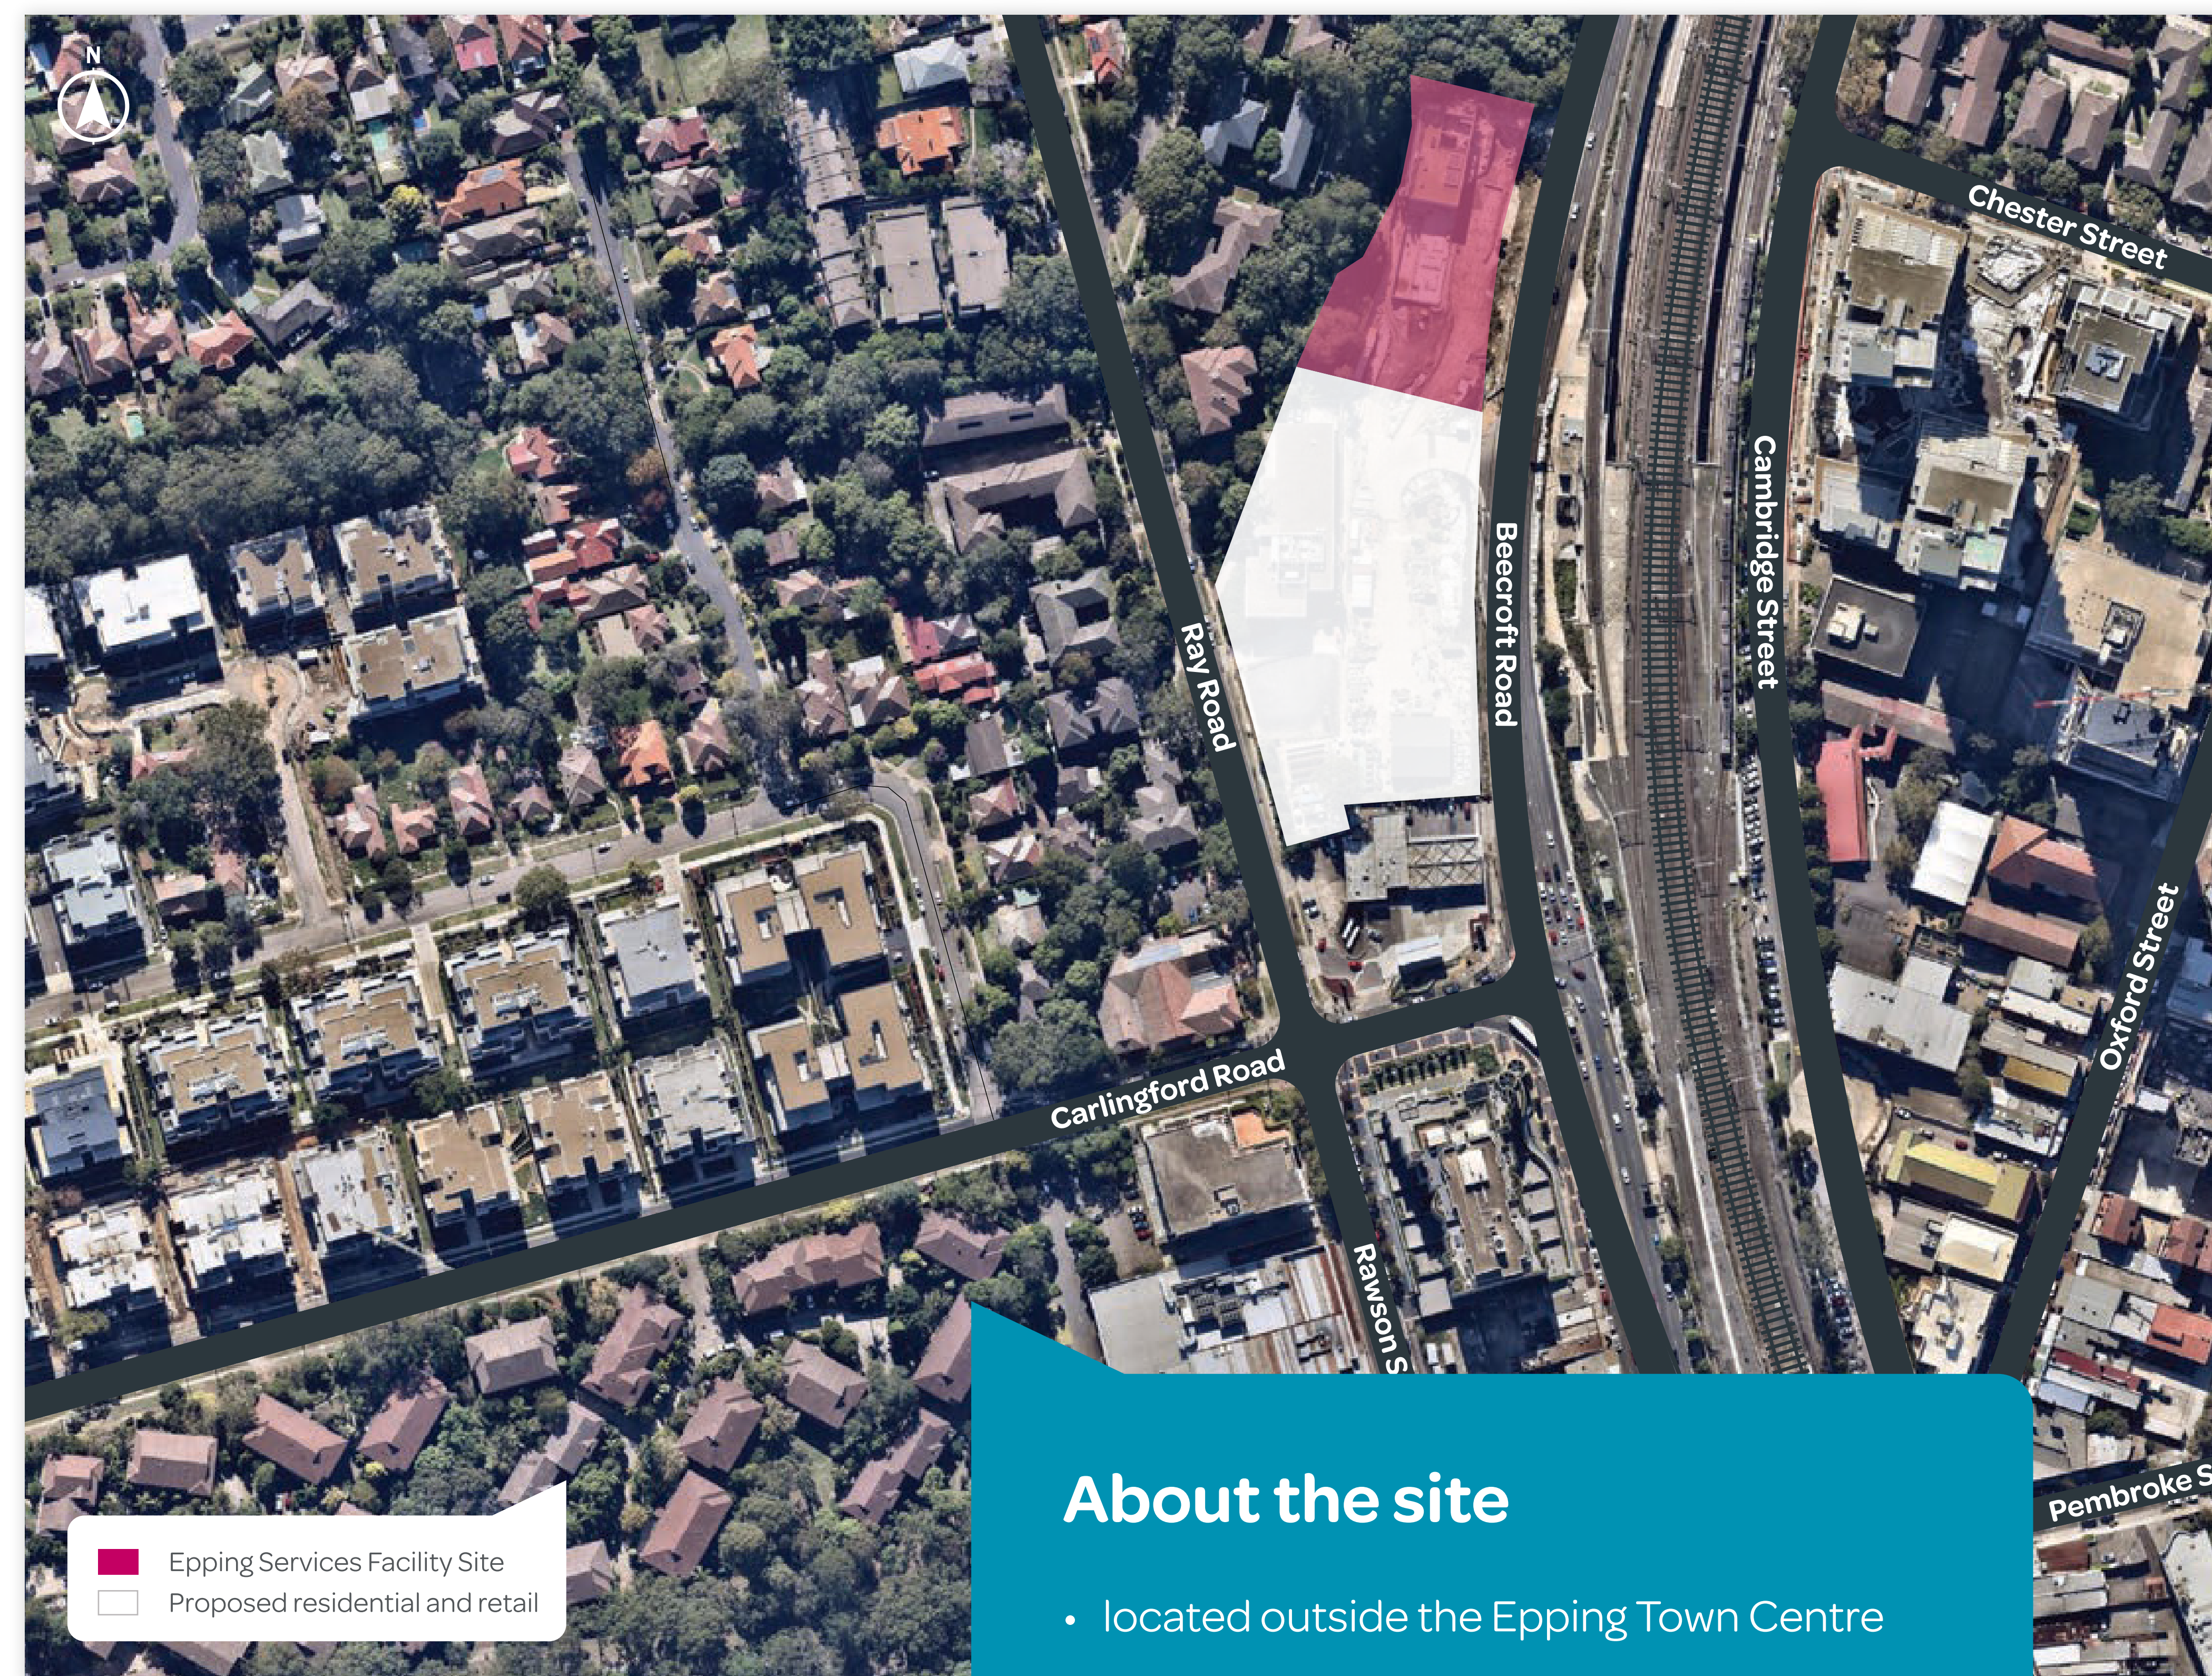 N
Chester Street
Cambridge Street
Beecroft Road
Ray Road
Oxford Street
Carlingford Road
Rawson S
Pembroke S
About the site
• located outside the Epping Town Centre
Epping Services Facility Site
Proposed residential and retail